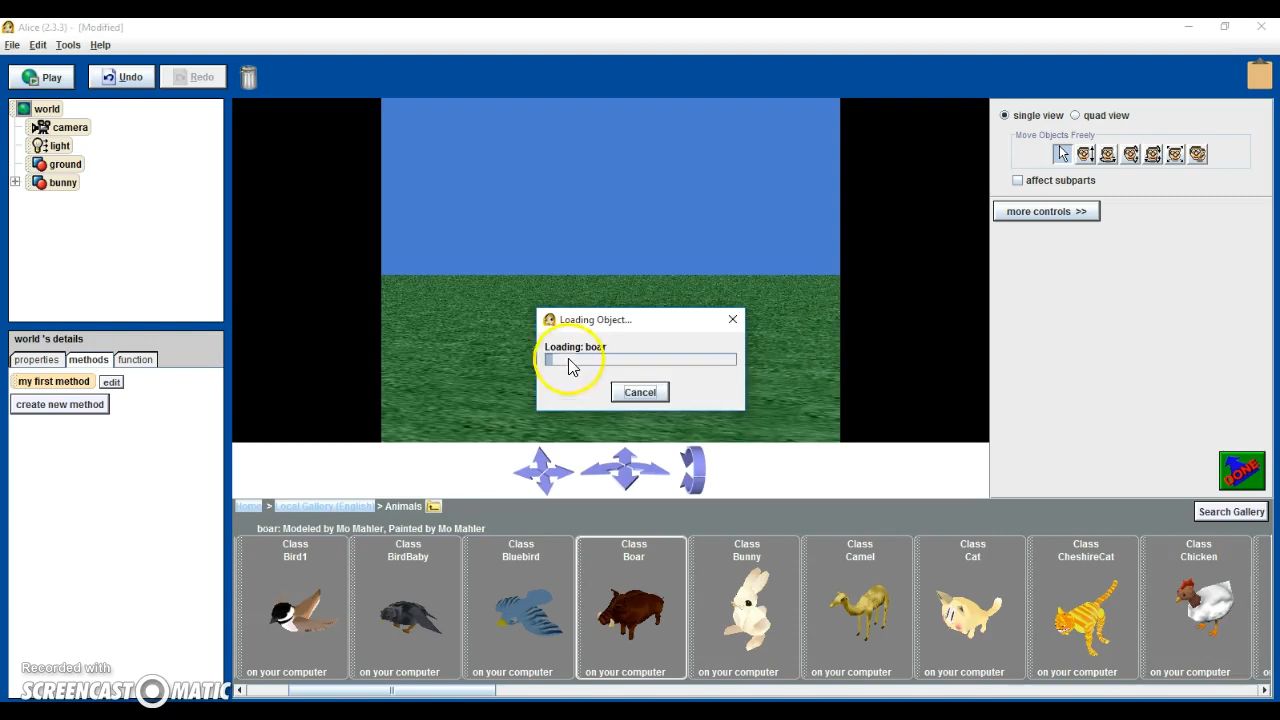 Alice (2.3.3) - [Modified]
File Edit Tools Help
Play Undo Redo
world
camera
light
ground
bunny
single view quad view
Move Objects Freely
affect subparts
more controls >>
Loading Object...
Loading: boar
Cancel
world 's details
properties methods function
my first method edit
create new method
DONE
Home > Local Gallery (English) > Animals
Search Gallery
boar: Modeled by Mo Mahler, Painted by Mo Mahler
Class Class Class Class Class Class Class Class Class
Bird1 BirdBaby Bluebird Boar Bunny Camel Cat CheshireCat Chicken
on your computer on your computer on your computer on your computer on your computer on your computer on your computer on your computer on your computer
Recorded with
SCREENCAST MATIC